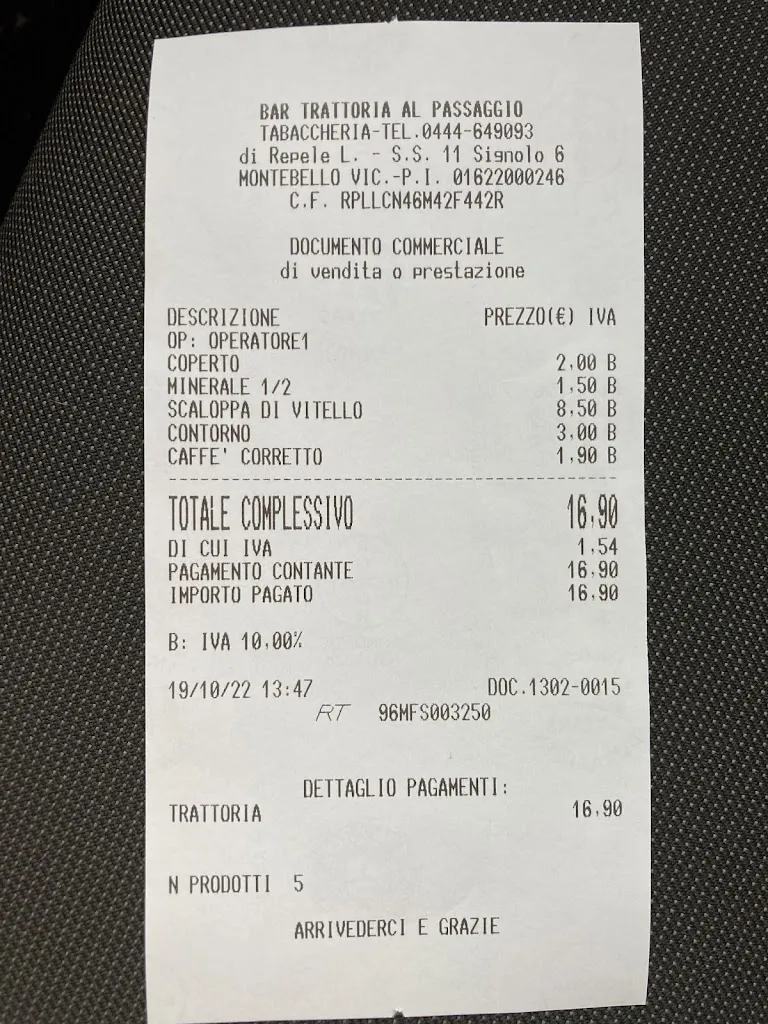 BAR TRATTORIA AL PASSAGGIO
TABACCHERIA-TEL.0444-649093
di Repele L. - S.S. 11 Signolo 6
MONTEBELLO VIC.-P.I. 01622000246
C.F. RPLLCN46M42F442R
DOCUMENTO COMMERCIALE
di vendita o prestazione
DESCRIZIONE PREZZO(€) IVA
OP: OPERATORE1
COPERTO 2,00 B
MINERALE 1/2 1,50 B
SCALOPPA DI VITELLO 8,50 B
CONTORNO 3,00 B
CAFFE' CORRETTO 1,90 B
TOTALE COMPLESSIVO 16,90
DI CUI IVA 1,54
PAGAMENTO CONTANTE 16,90
IMPORTO PAGATO 16,90
B: IVA 10,00%
19/10/22 13:47 DOC.1302-0015
RT 96MFS003250
DETTAGLIO PAGAMENTI:
TRATTORIA 16,90
N PRODOTTI 5
ARRIVEDERCI E GRAZIE